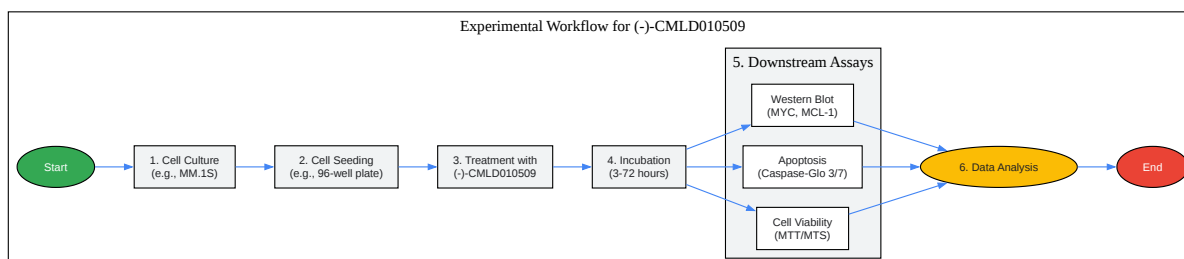 Experimental Workflow for (-)-CMLD010509
Start
1. Cell Culture
(e.g., MM.1S)
2. Cell Seeding
(e.g., 96-well plate)
3. Treatment with
(-)-CMLD010509
4. Incubation
(3-72 hours)
5. Downstream Assays
Western Blot
(MYC, MCL-1)
Apoptosis
(Caspase-Glo 3/7)
Cell Viability
(MTT/MTS)
6. Data Analysis
End